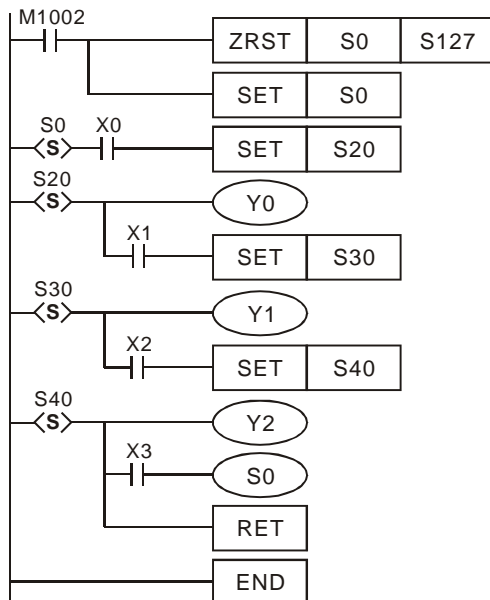 M1002
ZRST S0 S127
SET S0
S0 X0
S SET S20
S20
S Y0
X1
SET S30
S30
S Y1
X2
SET S40
S40
S Y2
X3
S0
RET
END